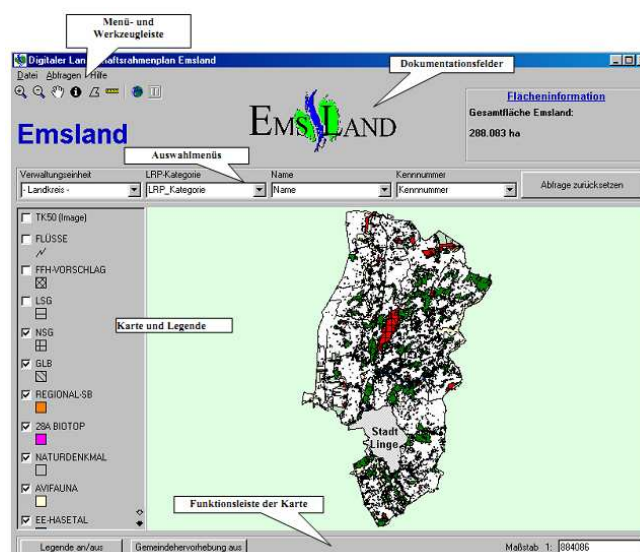 Menü- und
Werkzeugleiste
Digitaler Lan
haftsrahmenplan Emsland
Datei Abfragen Hilfe
Dokumentationsfelder
Emsland
EMSLAND
Flächeninformation
Gesamtfläche Emsland:
288.083 ha
Auswahlmenüs
Verwaltungseinheit LRP-Kategorie Name Kennnummer
- Landkreis - LRP_Kategorie Name Kennnummer Abfrage zurücksetzen
TK50 (Image)
FLÜSSE
FFH-VORSCHLAG
LSG
NSG
Karte und Legende
GLB
REGIONAL-SB
28A BIOTOP
NATURDENKMAL
AVIFAUNA
EE-HASETAL
Stadt
Linge
Funktionsleiste der Karte
Legende an/aus Gemeindehervorhebung aus Maßstab 1: 884086